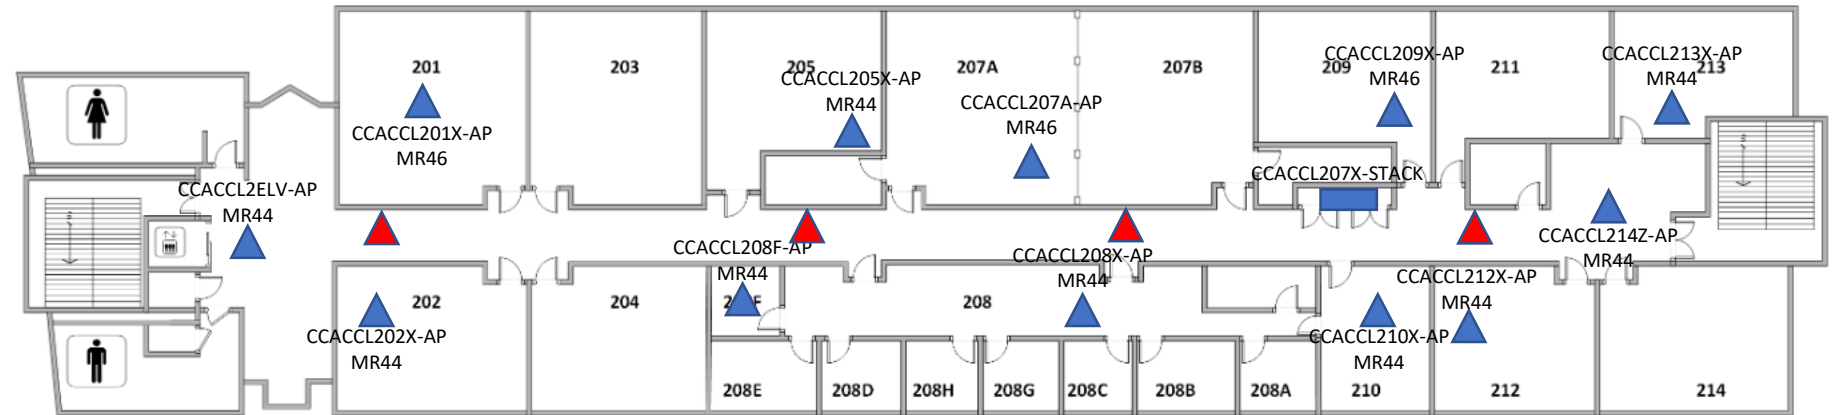 201
203
205
207A
207B
209
211
213
CCACCL201X-AP
MR46
CCACCL205X-AP
MR44
CCACCL207A-AP
MR46
CCACCL209X-AP
MR46
CCACCL213X-AP
MR44
CCACCL2ELV-AP
MR44
CCACCL207X-STACK
CCACCL208F-AP
MR44
CCACCL208X-AP
MR44
CCACCL214Z-AP
MR44
CCACCL212X-AP
MR44
CCACCL202X-AP
MR44
CCACCL210X-AP
MR44
202
204
208
208E
208D
208H
208G
208C
208B
208A
210
212
214